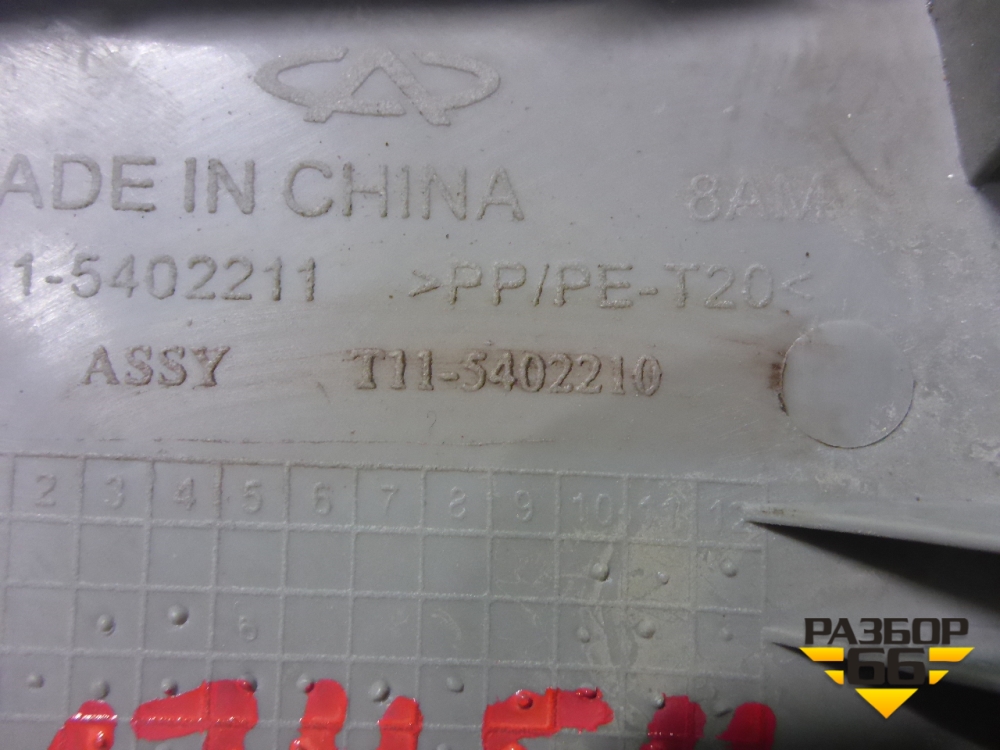 ADE IN CHINA 8AM
1-5402211 >PP/PE-T20<
ASSY T11-5402210
2 3 4 5 6 7 8 9 10 11 12
РАЗБОР
66